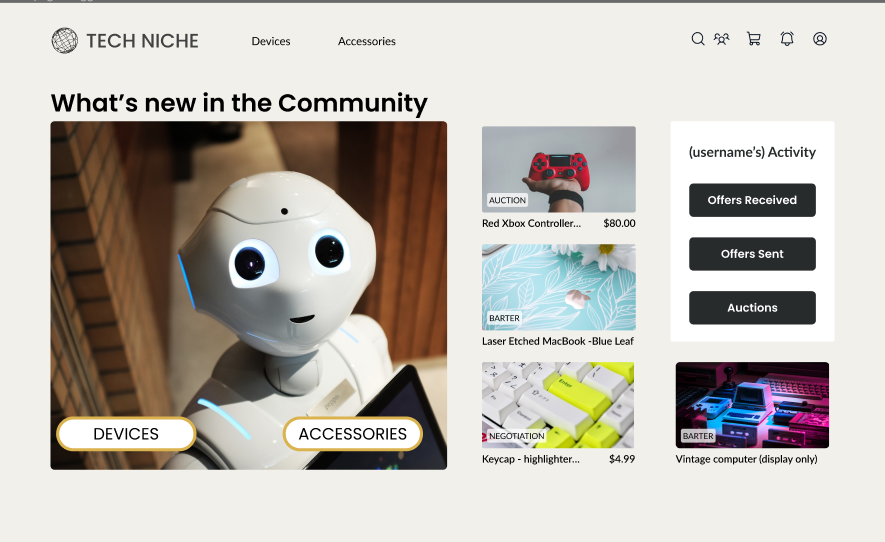 TECH NICHE
Devices
Accessories
What's new in the Community
DEVICES
ACCESSORIES
AUCTION
Red Xbox Controller...
$80.00
BARTER
Laser Etched MacBook -Blue Leaf
Enter
NEGOTIATION
Keycap - highlighter...
$4.99
(username's) Activity
Offers Received
Offers Sent
Auctions
BARTER
Vintage computer (display only)